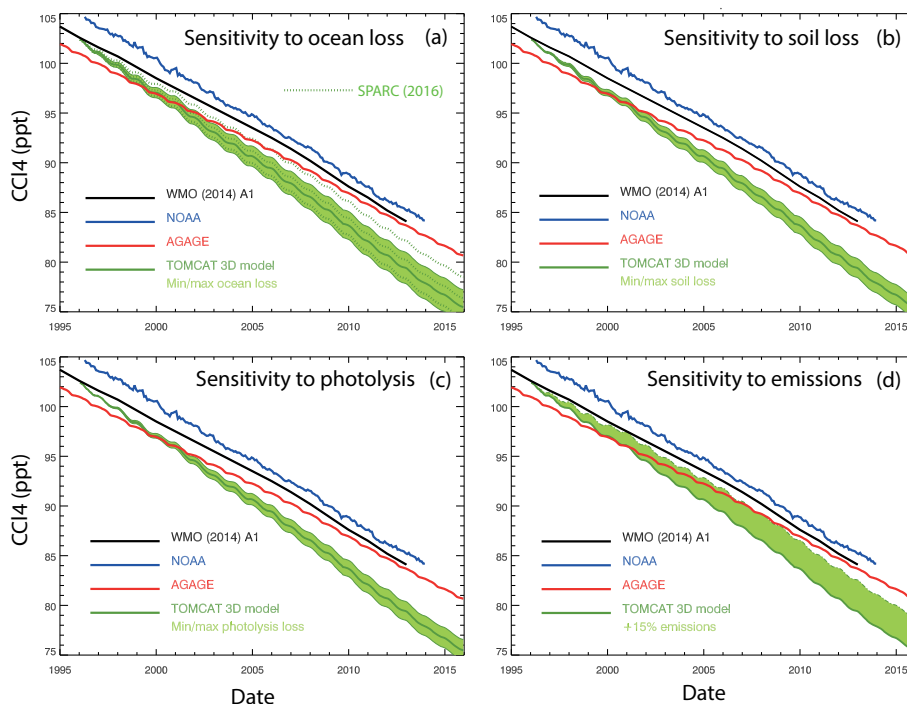 Sensitivity to ocean loss (a)
105
100
95
90
85
80
75
CCl4 (ppt)
SPARC (2016)
WMO (2014) A1
NOAA
AGAGE
TOMCAT 3D model
Min/max ocean loss
1995 2000 2005 2010 2015
Sensitivity to soil loss (b)
105
100
95
90
85
80
75
WMO (2014) A1
NOAA
AGAGE
TOMCAT 3D model
Min/max soil loss
1995 2000 2005 2010 2015
Sensitivity to photolysis (c)
105
100
95
90
85
80
75
CCl4 (ppt)
WMO (2014) A1
NOAA
AGAGE
TOMCAT 3D model
Min/max photolysis loss
1995 2000 2005 2010 2015
Date
Sensitivity to emissions (d)
105
100
95
90
85
80
75
WMO (2014) A1
NOAA
AGAGE
TOMCAT 3D model
+15% emissions
1995 2000 2005 2010 2015
Date